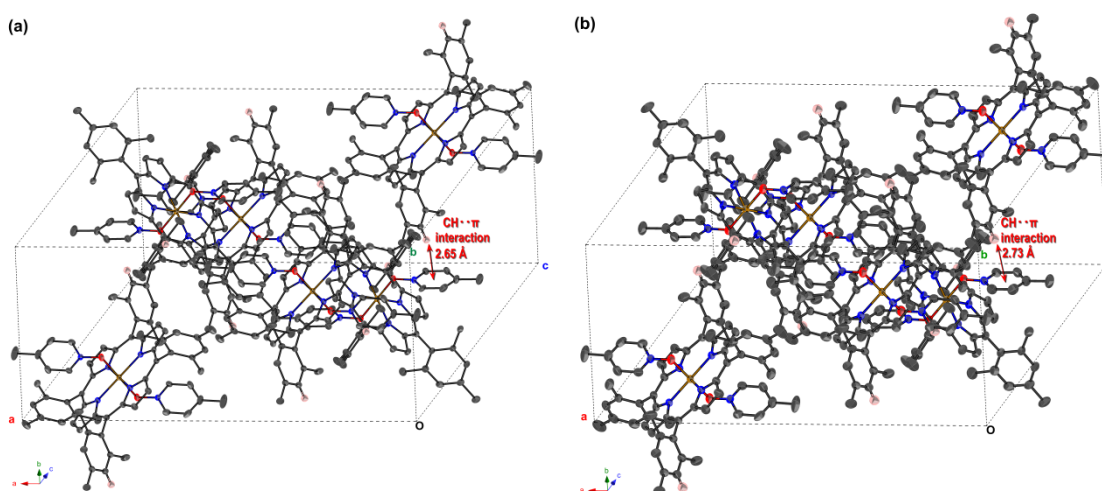 (a)
CH··π
interaction
2.65 Å
b
c
a
O
b
c
a
(b)
CH··π
interaction
2.73 Å
b
a
O
b
c
a